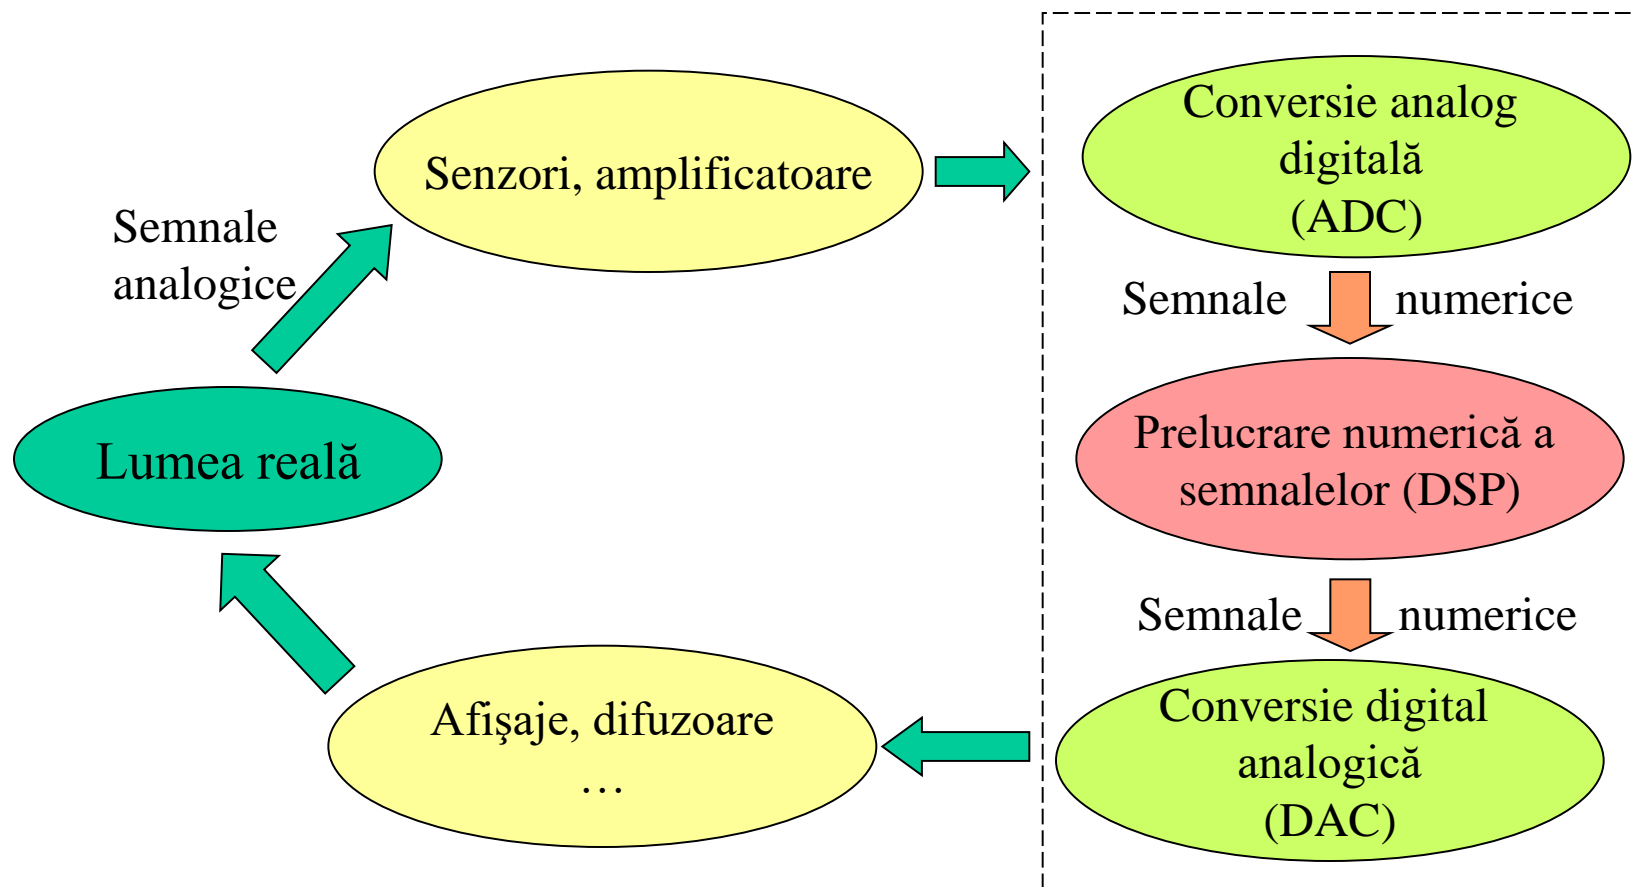 Semnale
analogice
Senzori, amplificatoare
Conversie analog
digitală
(ADC)
Semnale numerice
Prelucrare numerică a
semnalelor (DSP)
Semnale numerice
Conversie digital
analogică
(DAC)
Afişaje, difuzoare
…
Lumea reală